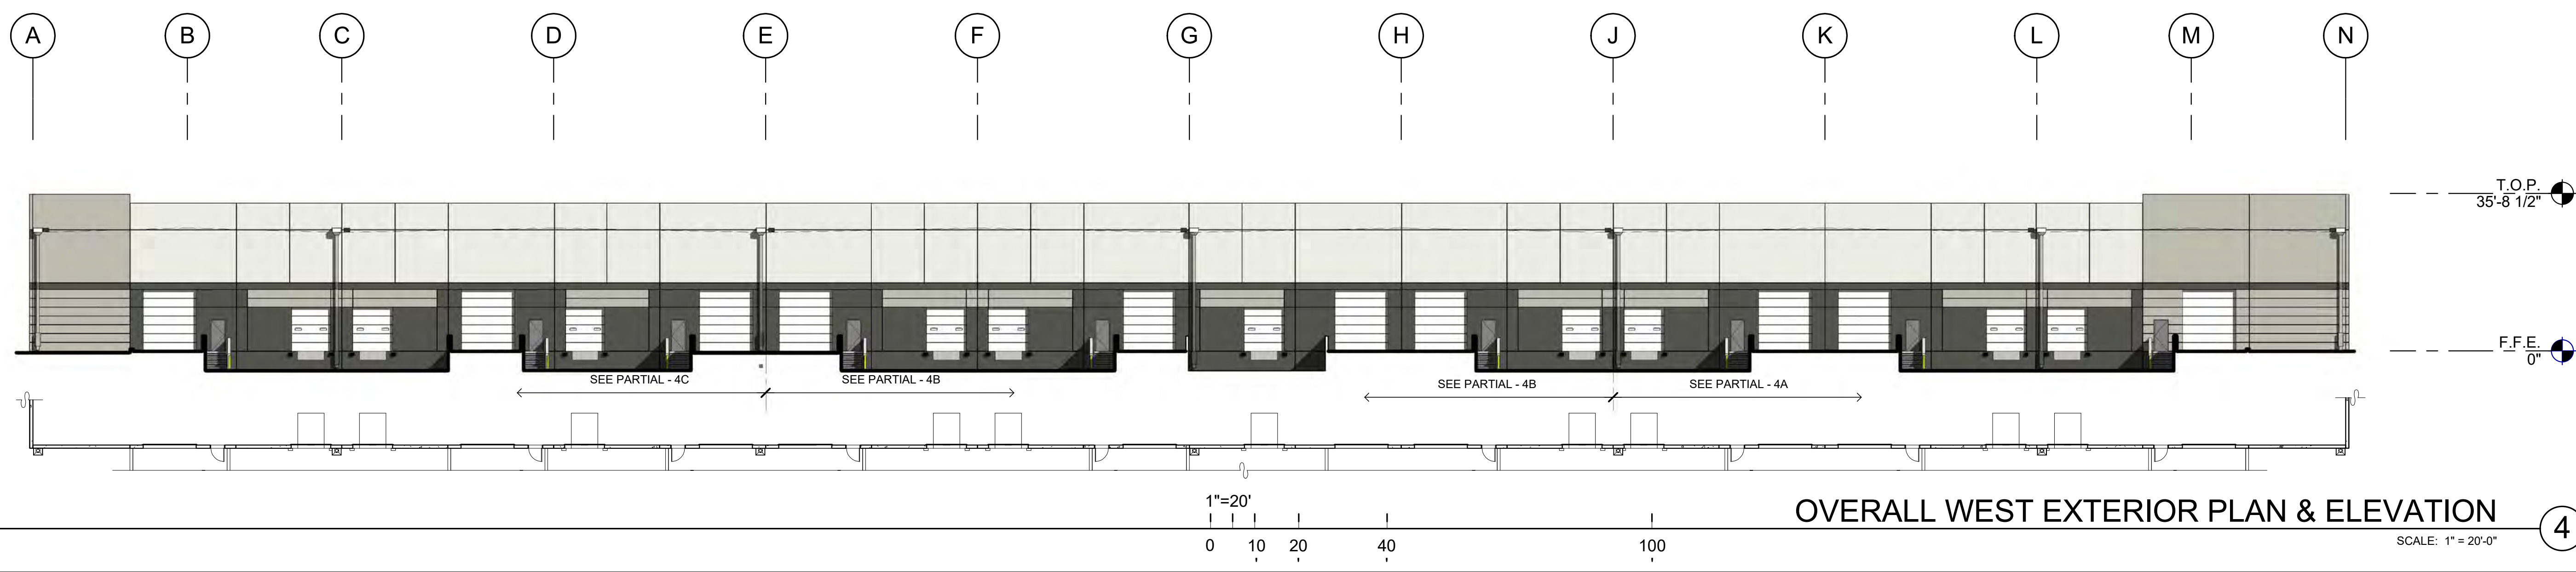 A B C D E F G H J K L M N
T.O.P.
35'-8 1/2"
F.F.E.
0"
SEE PARTIAL - 4C
SEE PARTIAL - 4B
SEE PARTIAL - 4B
SEE PARTIAL - 4A
1"=20'
0 10 20 40 100
OVERALL WEST EXTERIOR PLAN & ELEVATION
4
SCALE: 1" = 20'-0"